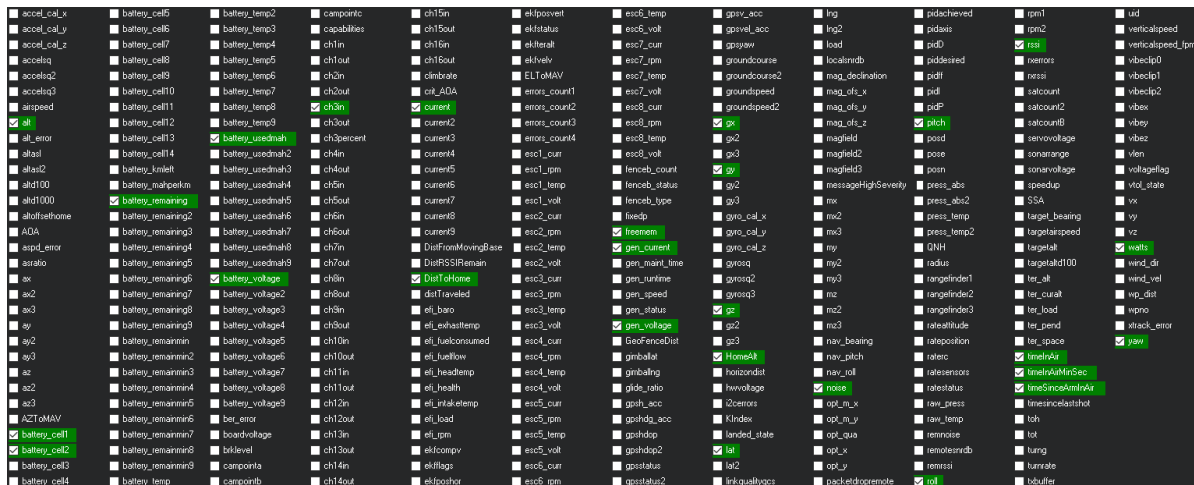 accel_cal_x
accel_cal_y
accel_cal_z
accelsq
accelsq2
accelsq3
airspeed
alt
alt_error
altasl
altasl2
altd100
altd1000
altoffsethome
AOA
aspd_error
asratio
ax
ax2
ax3
ay
ay2
ay3
az
az2
az3
AZToMAV
battery_cell1
battery_cell2
battery_cell3
battery_cell4
battery_cell5
battery_cell6
battery_cell7
battery_cell8
battery_cell9
battery_cell10
battery_cell11
battery_cell12
battery_cell13
battery_cell14
battery_kmleft
battery_mahperkm
battery_remaining
battery_remaining2
battery_remaining3
battery_remaining4
battery_remaining5
battery_remaining6
battery_remaining7
battery_remaining8
battery_remaining9
battery_remainmin
battery_remainmin2
battery_remainmin3
battery_remainmin4
battery_remainmin5
battery_remainmin6
battery_remainmin7
battery_remainmin8
battery_remainmin9
battery_temp
battery_temp2
battery_temp3
battery_temp4
battery_temp5
battery_temp6
battery_temp7
battery_temp8
battery_temp9
battery_usedmah
battery_usedmah2
battery_usedmah3
battery_usedmah4
battery_usedmah5
battery_usedmah6
battery_usedmah7
battery_usedmah8
battery_usedmah9
battery_voltage
battery_voltage2
battery_voltage3
battery_voltage4
battery_voltage5
battery_voltage6
battery_voltage7
battery_voltage8
battery_voltage9
ber_error
boardvoltage
brklevel
campointa
campointb
campointc
capabilities
ch1in
ch1out
ch2in
ch2out
ch3in
ch3out
ch3percent
ch4in
ch4out
ch5in
ch5out
ch6in
ch6out
ch7in
ch7out
ch8in
ch8out
ch9in
ch9out
ch10in
ch10out
ch11in
ch11out
ch12in
ch12out
ch13in
ch13out
ch14in
ch14out
ch15in
ch15out
ch16in
ch16out
climbrate
crit_AOA
current
current2
current3
current4
current5
current6
current7
current8
current9
DistFromMovingBase
DistRSSIRemain
DistToHome
distTraveled
efi_baro
efi_exhasttemp
efi_fuelconsumed
efi_fuelflow
efi_headtemp
efi_health
efi_intaketemp
efi_load
efi_rpm
ekfcompv
ekfflags
ekfposhor
ekfposvert
ekfstatus
ekfteralt
ekfvelv
ELToMAV
errors_count1
errors_count2
errors_count3
errors_count4
esc1_curr
esc1_rpm
esc1_temp
esc1_volt
esc2_curr
esc2_rpm
esc2_temp
esc2_volt
esc3_curr
esc3_rpm
esc3_temp
esc3_volt
esc4_curr
esc4_rpm
esc4_temp
esc4_volt
esc5_curr
esc5_rpm
esc5_temp
esc5_volt
esc6_curr
esc6_rpm
esc6_temp
esc6_volt
esc7_curr
esc7_rpm
esc7_temp
esc7_volt
esc8_curr
esc8_rpm
esc8_temp
esc8_volt
fenceb_count
fenceb_status
fenceb_type
fixedp
freemem
gen_current
gen_maint_time
gen_runtime
gen_speed
gen_status
gen_voltage
GeoFenceDist
gimballat
gimballng
glide_ratio
gpsh_acc
gpshdg_acc
gpshdop
gpshdop2
gpsstatus
gpsstatus2
gpsv_acc
gpsvel_acc
gpsyaw
groundcourse
groundcourse2
groundspeed
groundspeed2
gx
gx2
gx3
gy
gy2
gy3
gyro_cal_x
gyro_cal_y
gyro_cal_z
gyrosq
gyrosq2
gyrosq3
gz
gz2
gz3
HomeAlt
horizondist
hwvoltage
i2cerrors
KIndex
landed_state
lat
lat2
linkqualitygcs
lng
lng2
load
localsnrdb
mag_declination
mag_ofs_x
mag_ofs_y
mag_ofs_z
magfield
magfield2
magfield3
messageHighSeverity
mx
mx2
mx3
my
my2
my3
mz
mz2
mz3
nav_bearing
nav_pitch
nav_roll
noise
opt_m_x
opt_m_y
opt_qua
opt_x
opt_y
packetdropremote
pidachieved
pidaxis
pidD
piddesired
pidff
pidI
pidP
pitch
posd
pose
posn
press_abs
press_abs2
press_temp
press_temp2
QNH
radius
rangefinder1
rangefinder2
rangefinder3
rateattitude
rateposition
raterc
ratesensors
ratestatus
raw_press
raw_temp
remnoise
remotesnrdb
remrssi
roll
rpm1
rpm2
rssi
rxerrors
rxrssi
satcount
satcount2
satcountB
servovoltage
sonarrange
sonarvoltage
speedup
SSA
target_bearing
targetairspeed
targetalt
targetaltd100
ter_alt
ter_curalt
ter_load
ter_pend
ter_space
timeInAir
timeInAirMinSec
timeSinceArmInAir
timesincelastshot
toh
tot
turng
turnrate
txbuffer
uid
verticalspeed
verticalspeed_fpm
vibeclip0
vibeclip1
vibeclip2
vibex
vibey
vibez
vlen
voltageflag
vtol_state
vx
vy
vz
watts
wind_dir
wind_vel
wp_dist
wpno
xtrack_error
yaw